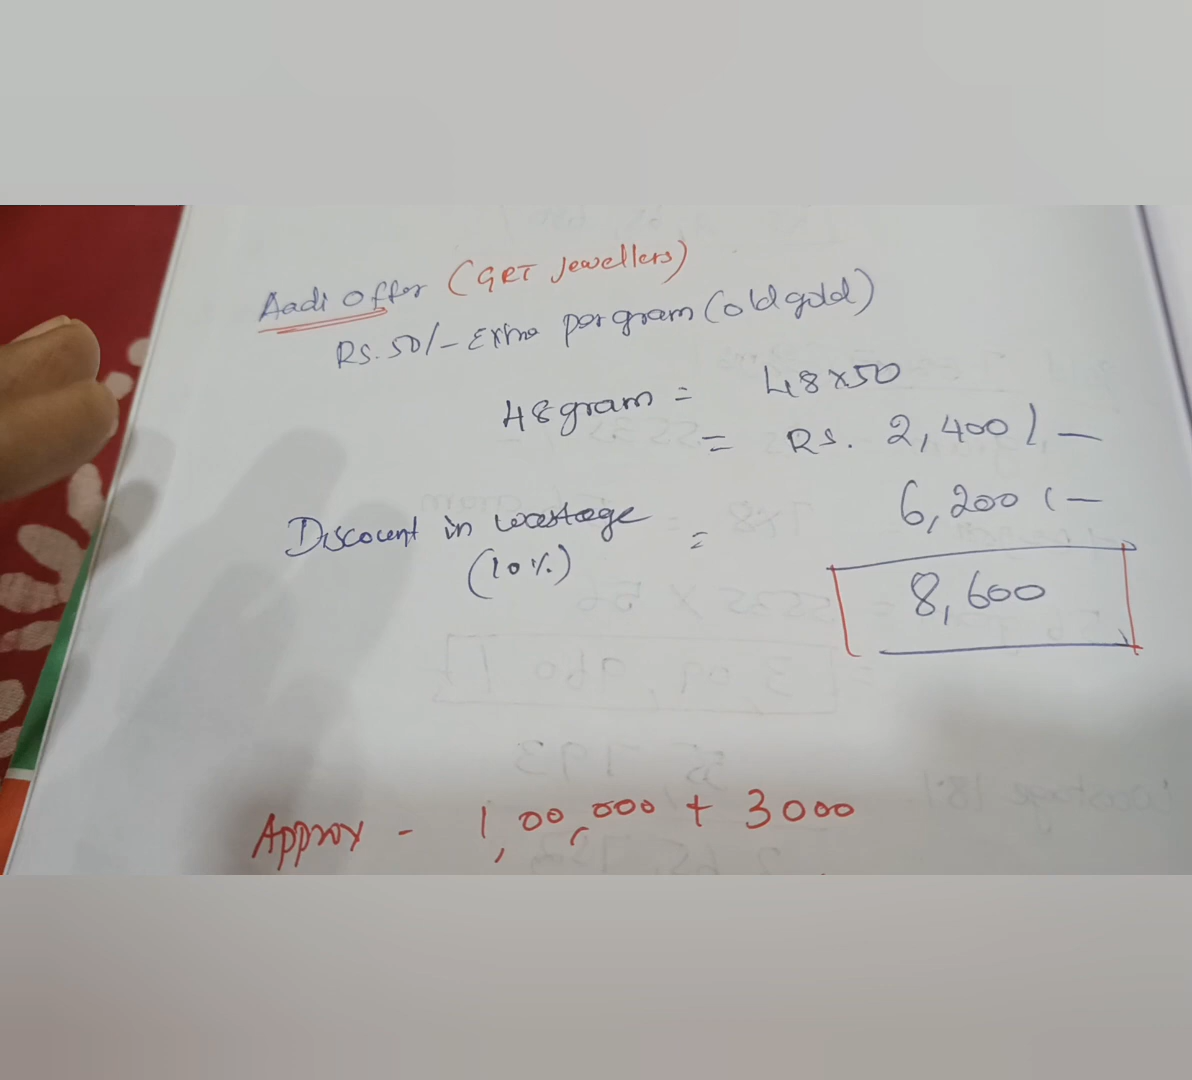 Aadi Offer (GRT Jewellers)
RS. 50/- Extra per gram (old gold)
48 gram = 48x50
= RS. 2,400/-
Discount in wastage = 6,200/-
(10%)
8,600
Approx - 1,00,000 + 3000